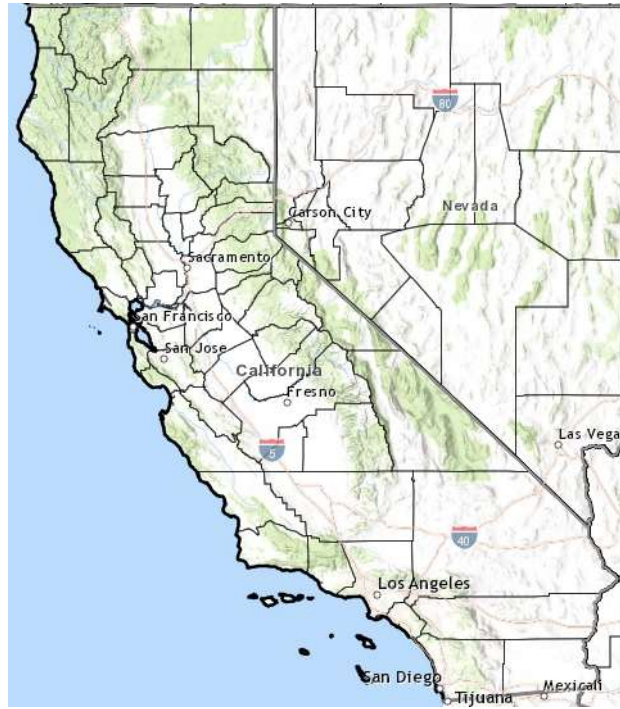 80
Nevada
Carson City
Sacramento
San Francisco
San Jose
California
Fresno
Las Vega
5
40
Los Angeles
San Diego
Tijuana
Mexicali